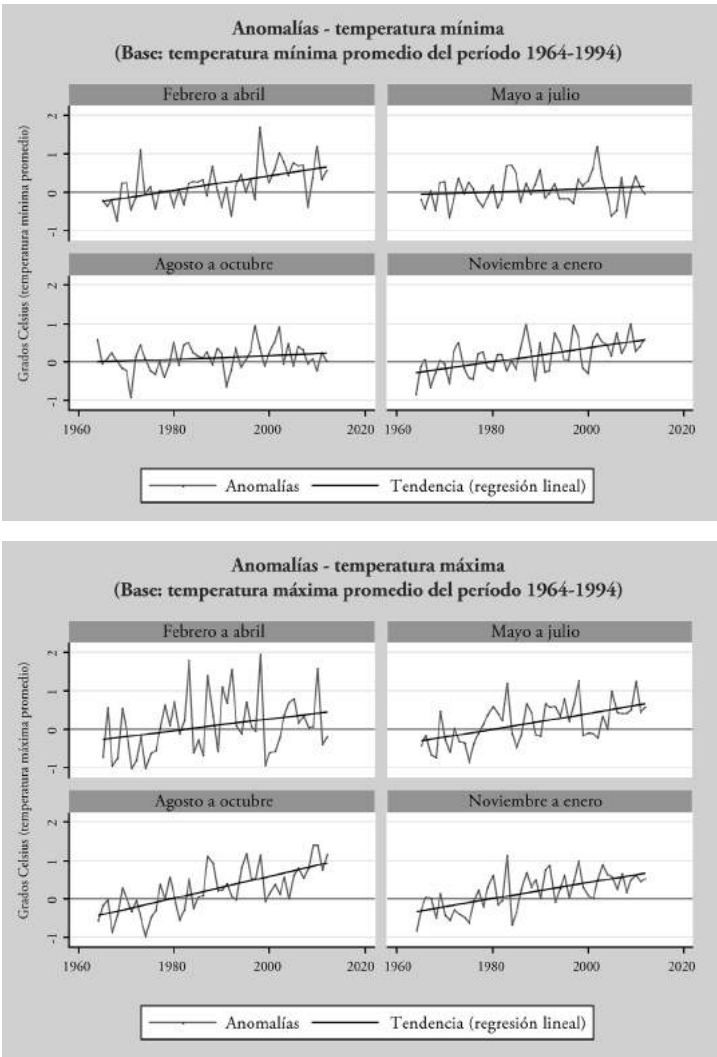 Anomalías - temperatura mínima
(Base: temperatura mínima promedio del período 1964-1994)
Grados Celsius (temperatura mínima promedio)
Febrero a abril
Mayo a julio
2
1
0
-1
Agosto a octubre
Noviembre a enero
2
1
0
-1
1960 1980 2000 2020 1960 1980 2000 2020
Anomalías Tendencia (regresión lineal)
Anomalías - temperatura máxima
(Base: temperatura máxima promedio del período 1964-1994)
Grados Celsius (temperatura máxima promedio)
Febrero a abril
Mayo a julio
2
1
0
-1
Agosto a octubre
Noviembre a enero
2
1
0
-1
1960 1980 2000 2020 1960 1980 2000 2020
Anomalías Tendencia (regresión lineal)